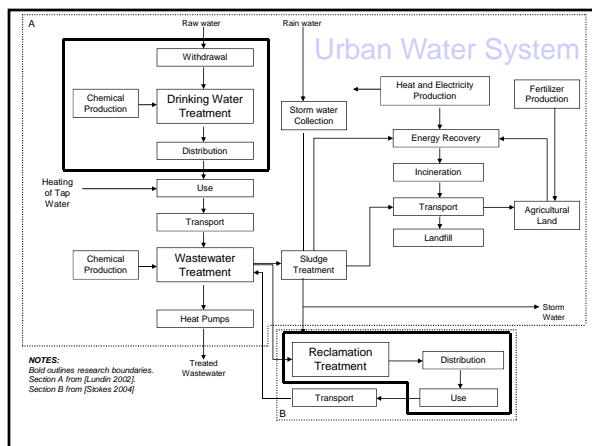 A
Raw water
Rain water
Urban Water System
Withdrawal
Chemical
Production
Drinking Water
Treatment
Distribution
Storm water
Collection
Heat and Electricity
Production
Fertilizer
Production
Energy Recovery
Incineration
Transport
Agricultural
Land
Landfill
Heating
of Tap
Water
Use
Transport
Chemical
Production
Wastewater
Treatment
Sludge
Treatment
Heat Pumps
Storm
Water
Treated
Wastewater
NOTES:
Bold outlines research boundaries.
Section A from [Lundin 2002].
Section B from [Stokes 2004]
Reclamation
Treatment
Distribution
Use
Transport
B